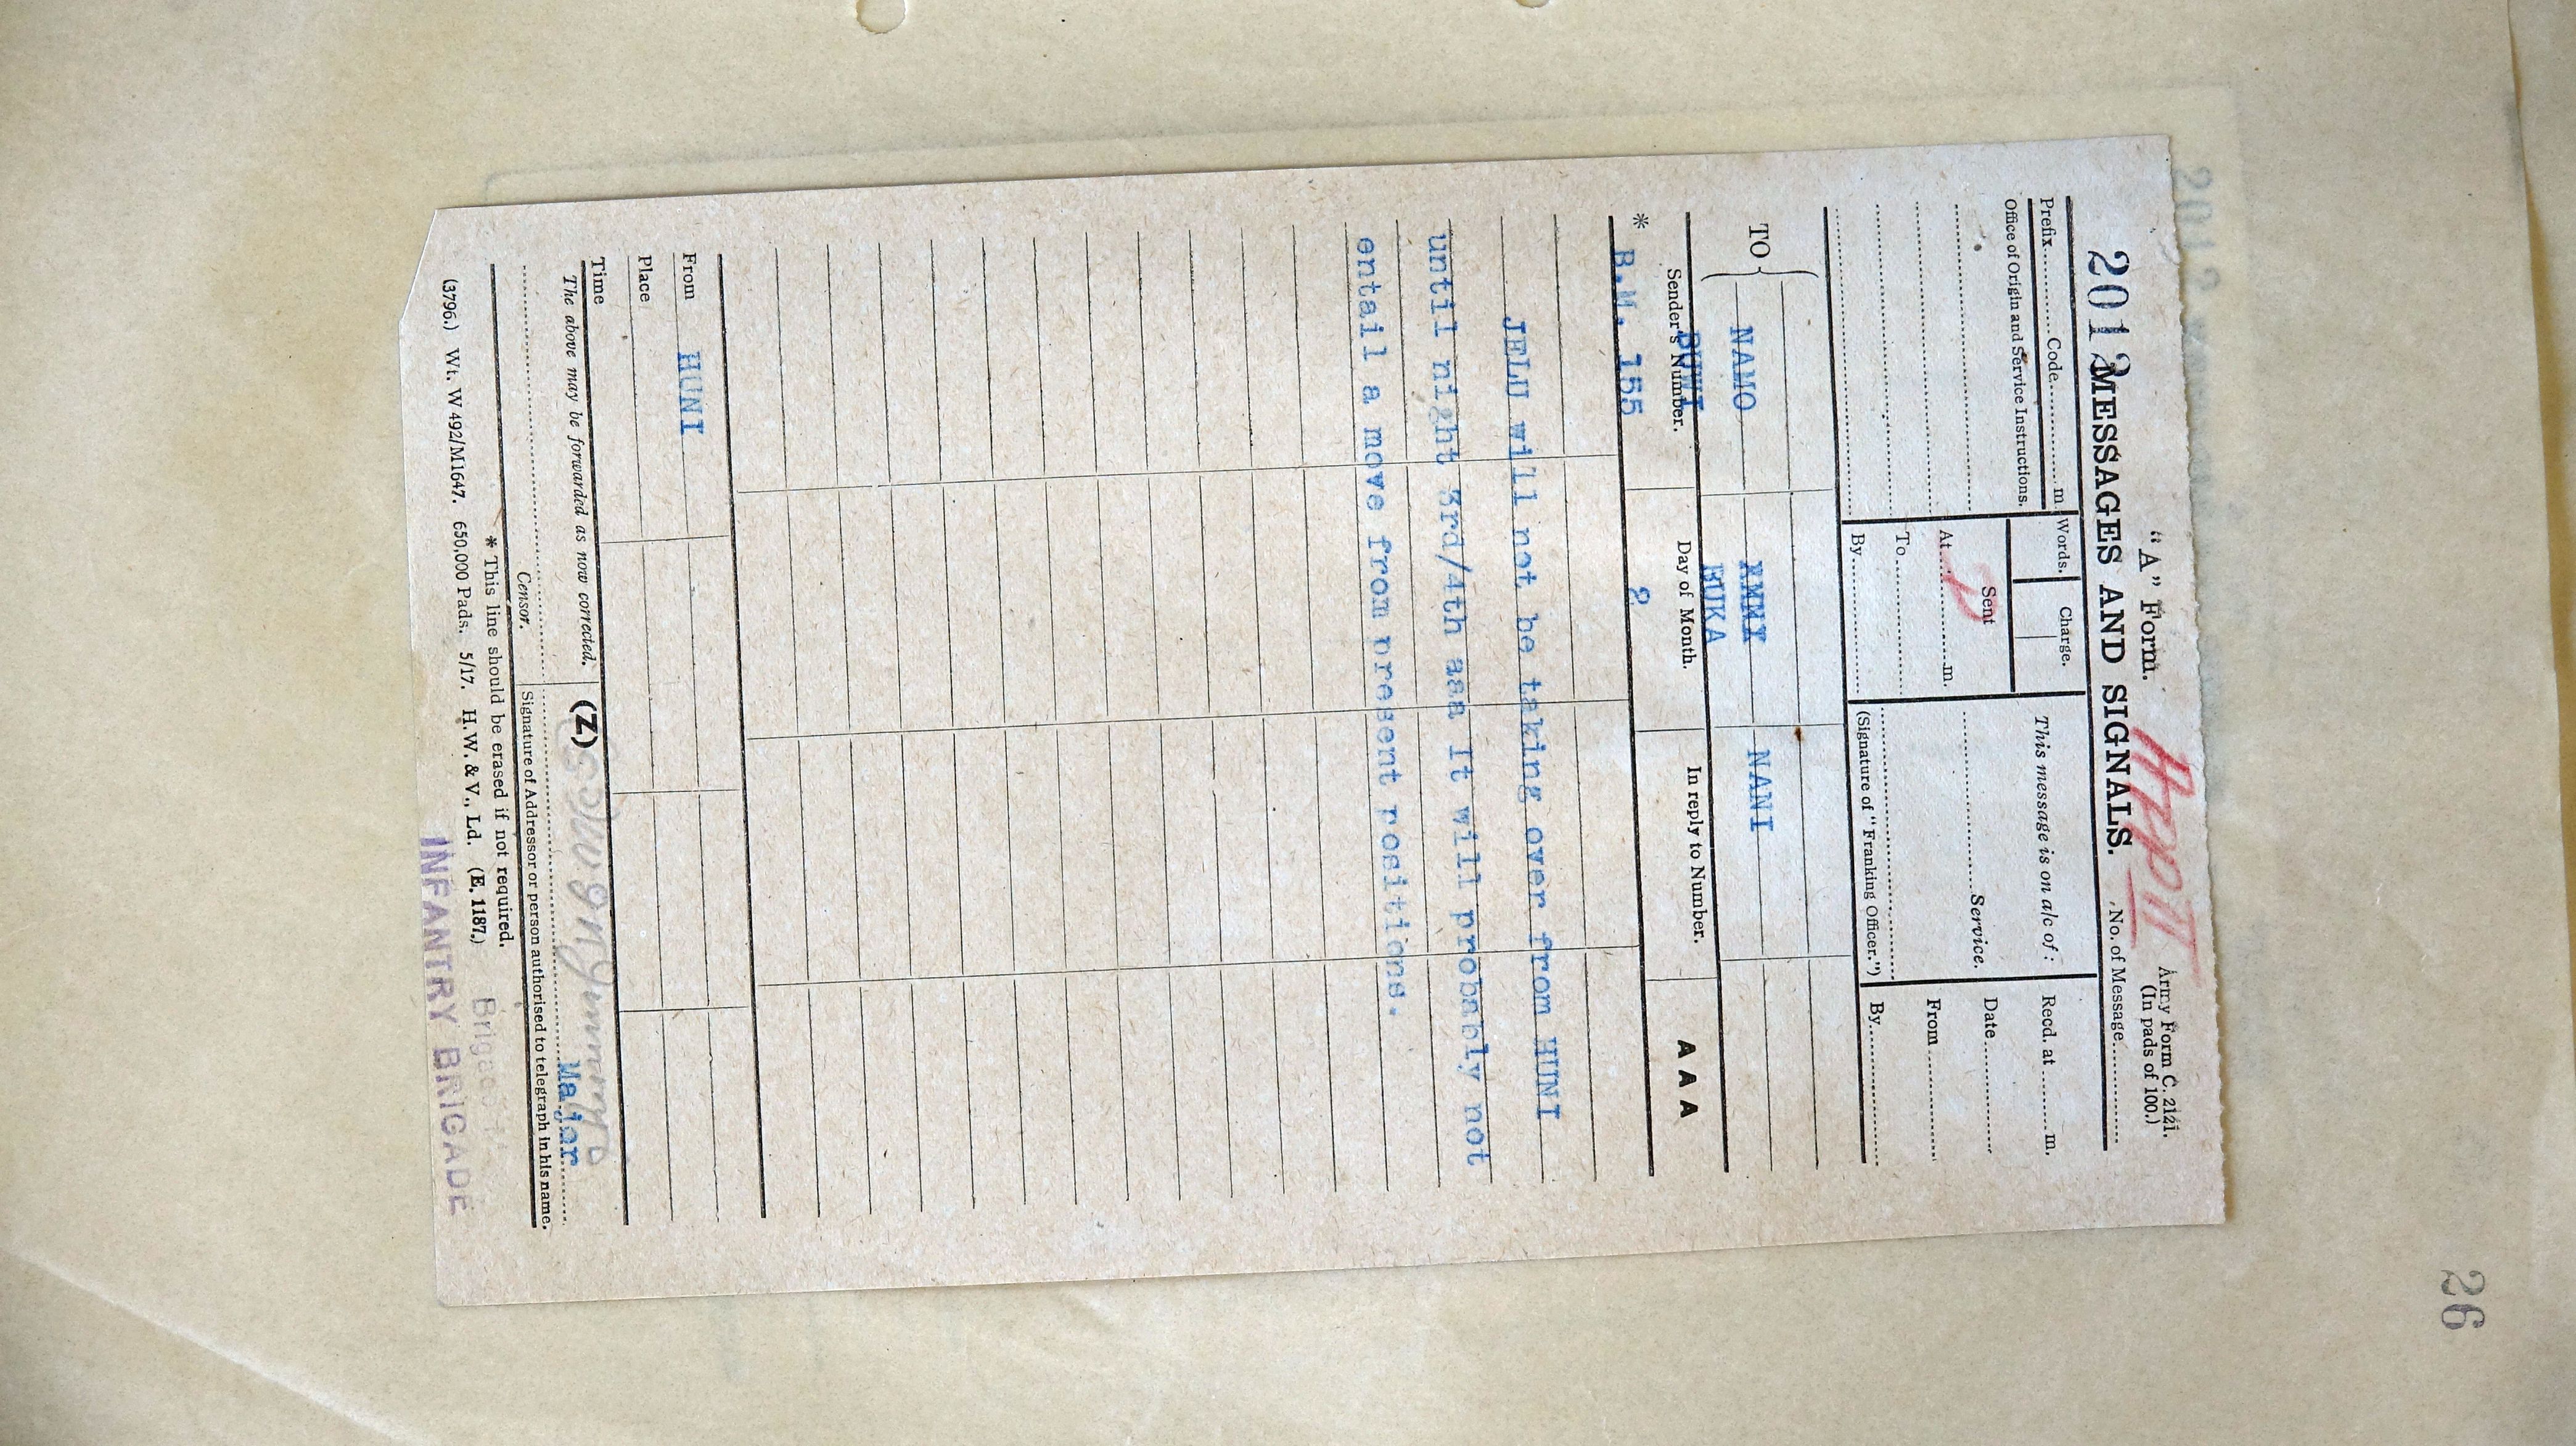 "A" Form.
Army Form C. 2121.
(In pads of 100.)
2012 MESSAGES AND SIGNALS.
No. of Message
Prefix Code m
Words.
Charge.
This message is on a/c of:
Recd. at m.
Office of Origin and Service Instructions.
Sent
Service.
Date
At m.
From
To
By
(Signature of "Franking Officer.")
By
TO
NAMO
NANI
BUKA
Sender's Number.
Day of Month.
In reply to Number.
AAA
* B.M. 155
2
JELU will not be taking over from HUNI
until night 3rd/4th aaa It will probably not
entail a move from present positions.
From HUNI
Place
Time
The above may be forwarded as now corrected.
(Z)
Major
Censor.
Signature of Addressor or person authorised to telegraph in his name.
* This line should be erased if not required.
(3796.) Wt. W 492/M1647. 650,000 Pads. 5/17. H.W. & V., Ld. (E. 1187.)
INFANTRY BRIGADE
26